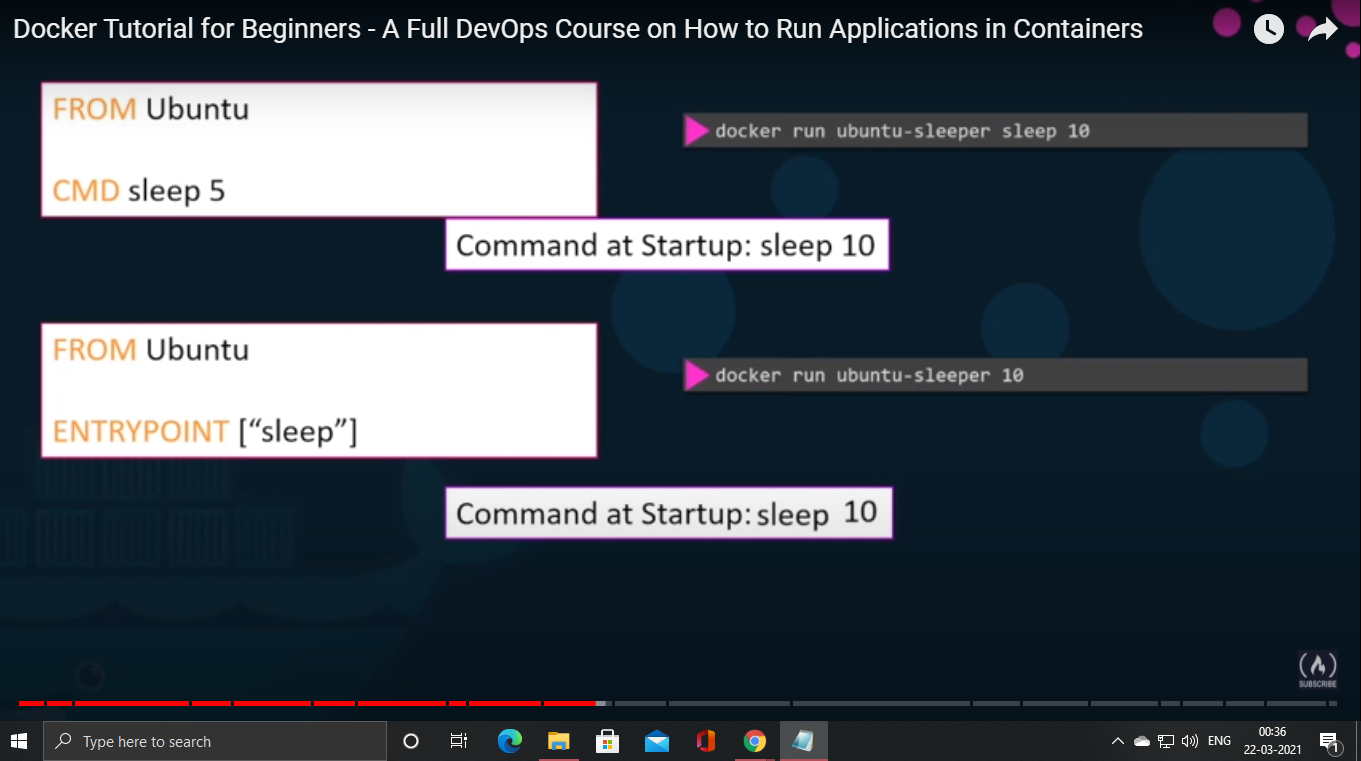 Docker Tutorial for Beginners - A Full DevOps Course on How to Run Applications in Containers
FROM Ubuntu
CMD sleep 5
docker run ubuntu-sleeper sleep 10
Command at Startup: sleep 10
FROM Ubuntu
ENTRYPOINT [“sleep”]
docker run ubuntu-sleeper 10
Command at Startup: sleep 10
SUBSCRIBE
Type here to search
ENG
00:36
22-03-2021
1